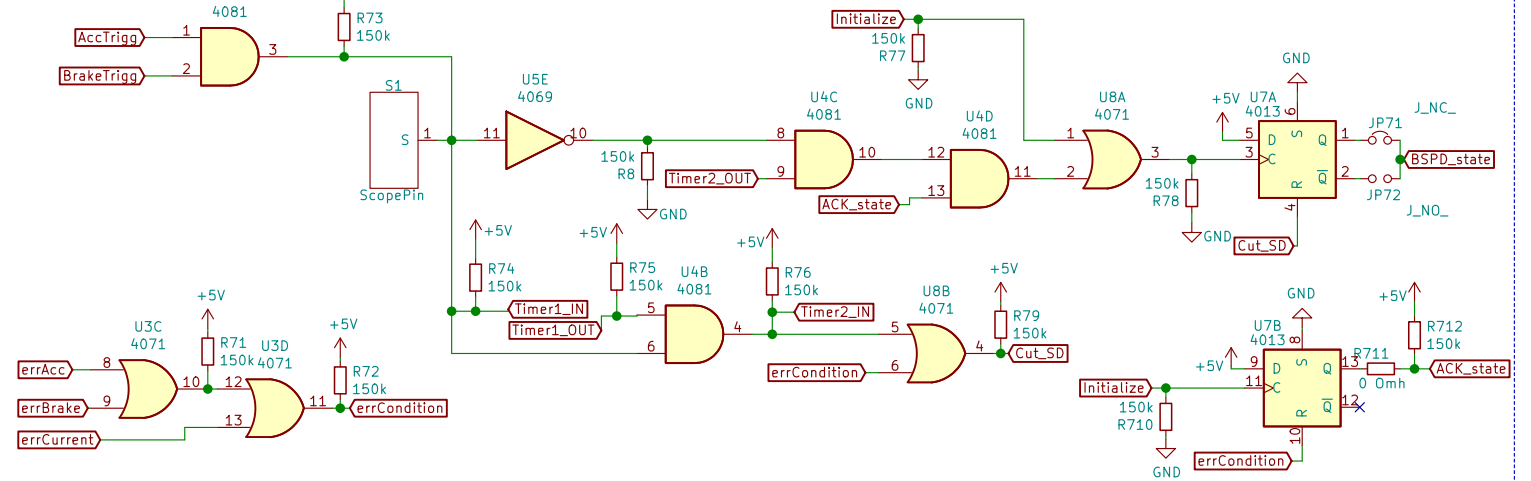 4081
AccTrigg
1
BrakeTrigg
2
3
R73
150k
S1
S
1
ScopePin
U5E
4069
11
10
150k
R8
GND
Timer2_OUT
8
9
U4C
4081
10
ACK_state
12
13
U4D
4081
11
Initialize
150k
R77
GND
1
2
U8A
4071
3
150k
R78
GND
GND
+5V
U7A
4013
6
5
D
S
Q
1
3
C
R
Q
2
4
Cut_SD
JP71
J_NC_
BSPD_state
JP72
J_NO_
+5V
R74
150k
Timer1_IN
+5V
R75
150k
Timer1_OUT
5
6
U4B
4081
4
+5V
R76
150k
Timer2_IN
5
6
errCondition
U8B
4071
4
+5V
R79
150k
Cut_SD
errAcc
8
errBrake
9
errCurrent
U3C
4071
10
+5V
R71
150k
12
13
U3D
4071
11
+5V
R72
150k
errCondition
Initialize
150k
R710
GND
GND
U7B
4013
+5V
8
9
D
S
Q
13
11
C
R
Q
12
10
errCondition
R711
0 Omh
+5V
R712
150k
ACK_state